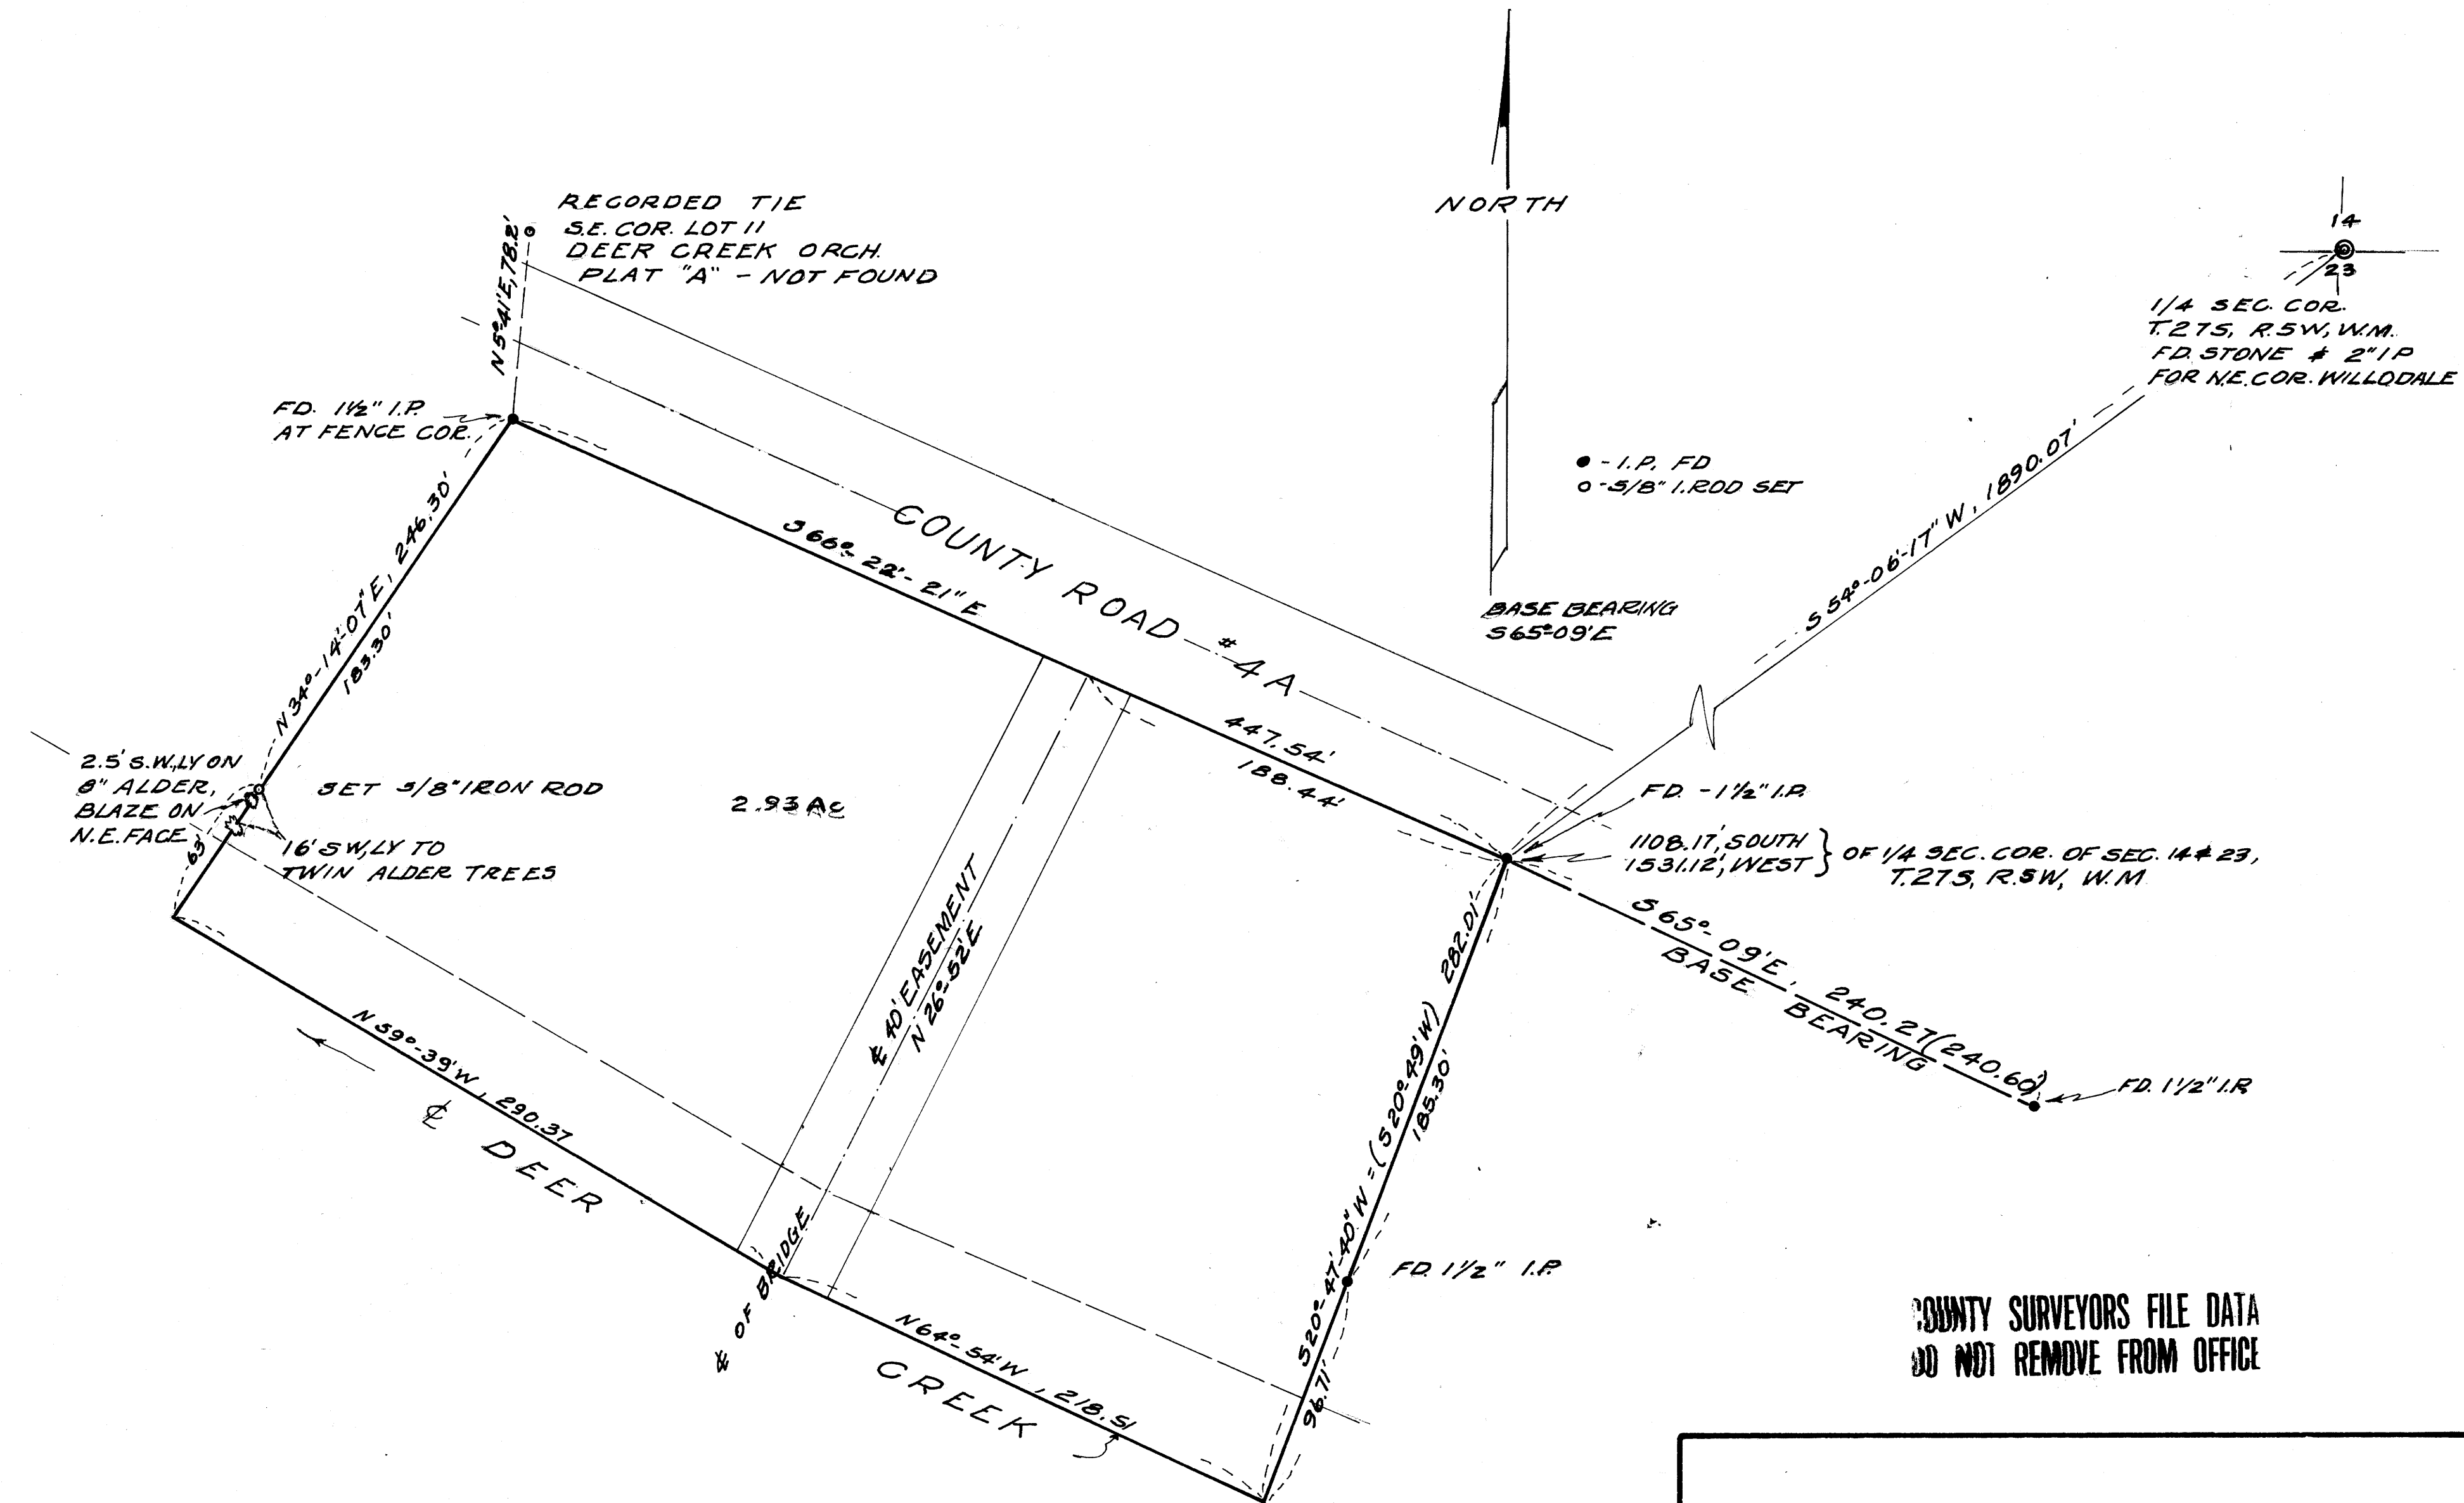 RECORDED TIE
S.E. COR. LOT 11
DEER CREEK ORCH.
PLAT "A" - NOT FOUND
N5°-41'E, 78.2'
NORTH
14
23
1/4 SEC. COR.
T.27S, R.5W, W.M.
FD. STONE & 2" I P
FOR N.E. COR. WILLODALE
FD. 1½" I.P.
AT FENCE COR.
● - I.P. FD
○ - 5/8" I. ROD SET
BASE BEARING
S65°-09'E
S 54°-06'-17" W, 1890.07'
COUNTY ROAD #4A
S 66°-22'-21" E
447.54'
188.44'
N 34°-14'-07" E, 246.30'
183.30'
2.5' S.W,LY ON
8" ALDER,
BLAZE ON
N.E. FACE
63'
SET 5/8" IRON ROD
16' S W,LY TO
TWIN ALDER TREES
2.93 Ac
FD. - 1½" I.P.
1108.17', SOUTH
1531.12', WEST } OF 1/4 SEC. COR. OF SEC. 14 & 23,
T.27S, R.5W, W.M
S 65°-09'E, 240.27 (240.60)
BASE BEARING
FD. 1½" I.P.
℄ 40' EASEMENT
N 26°-52' E
S20°-47'-40" W = (S20°-49'W) 282.01'
185.30'
96.71'
FD. 1½" I.P.
N 59°-39' W, 290.37
℄ DEER
CREEK
℄ OF BRIDGE
N 64°-54' W, 218.51
COUNTY SURVEYORS FILE DATA
DO NOT REMOVE FROM OFFICE